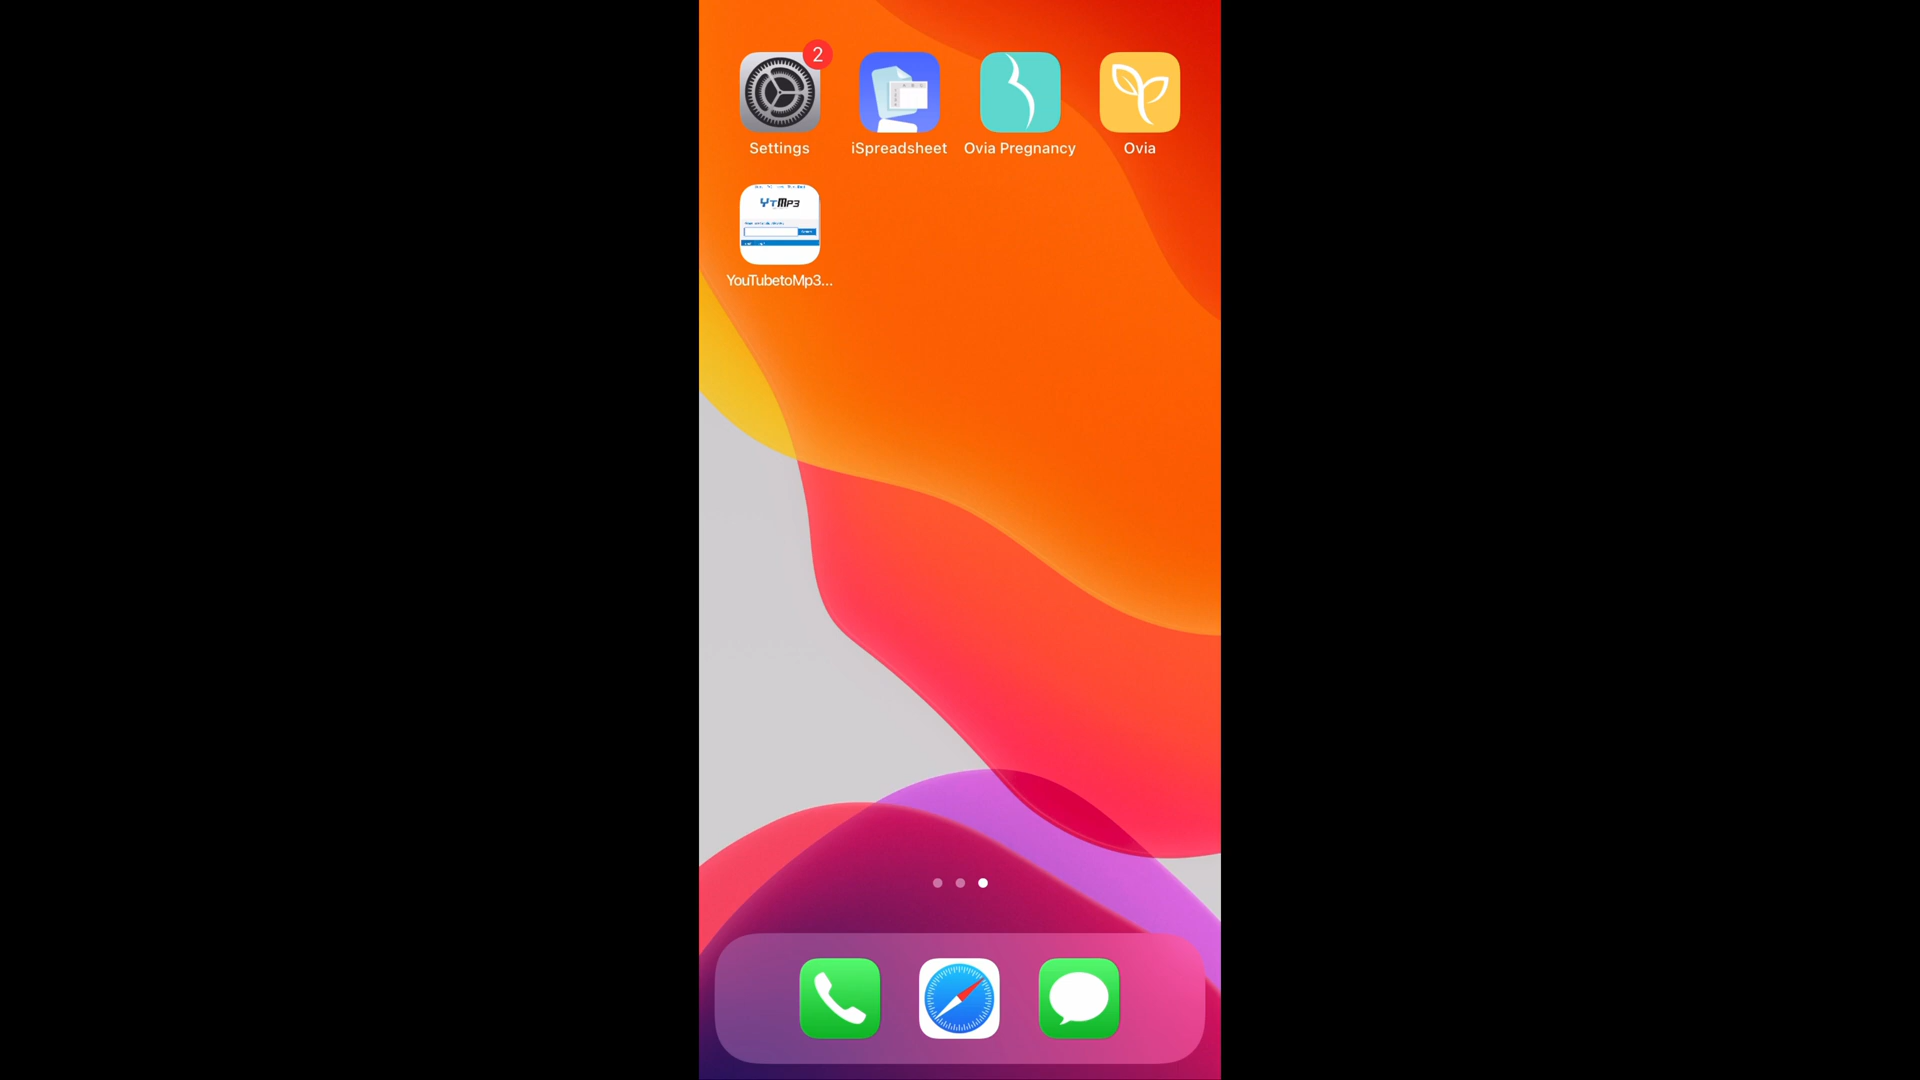 2
Settings
iSpreadsheet
Ovia Pregnancy
Ovia
YTMP3
YouTubetoMp3...